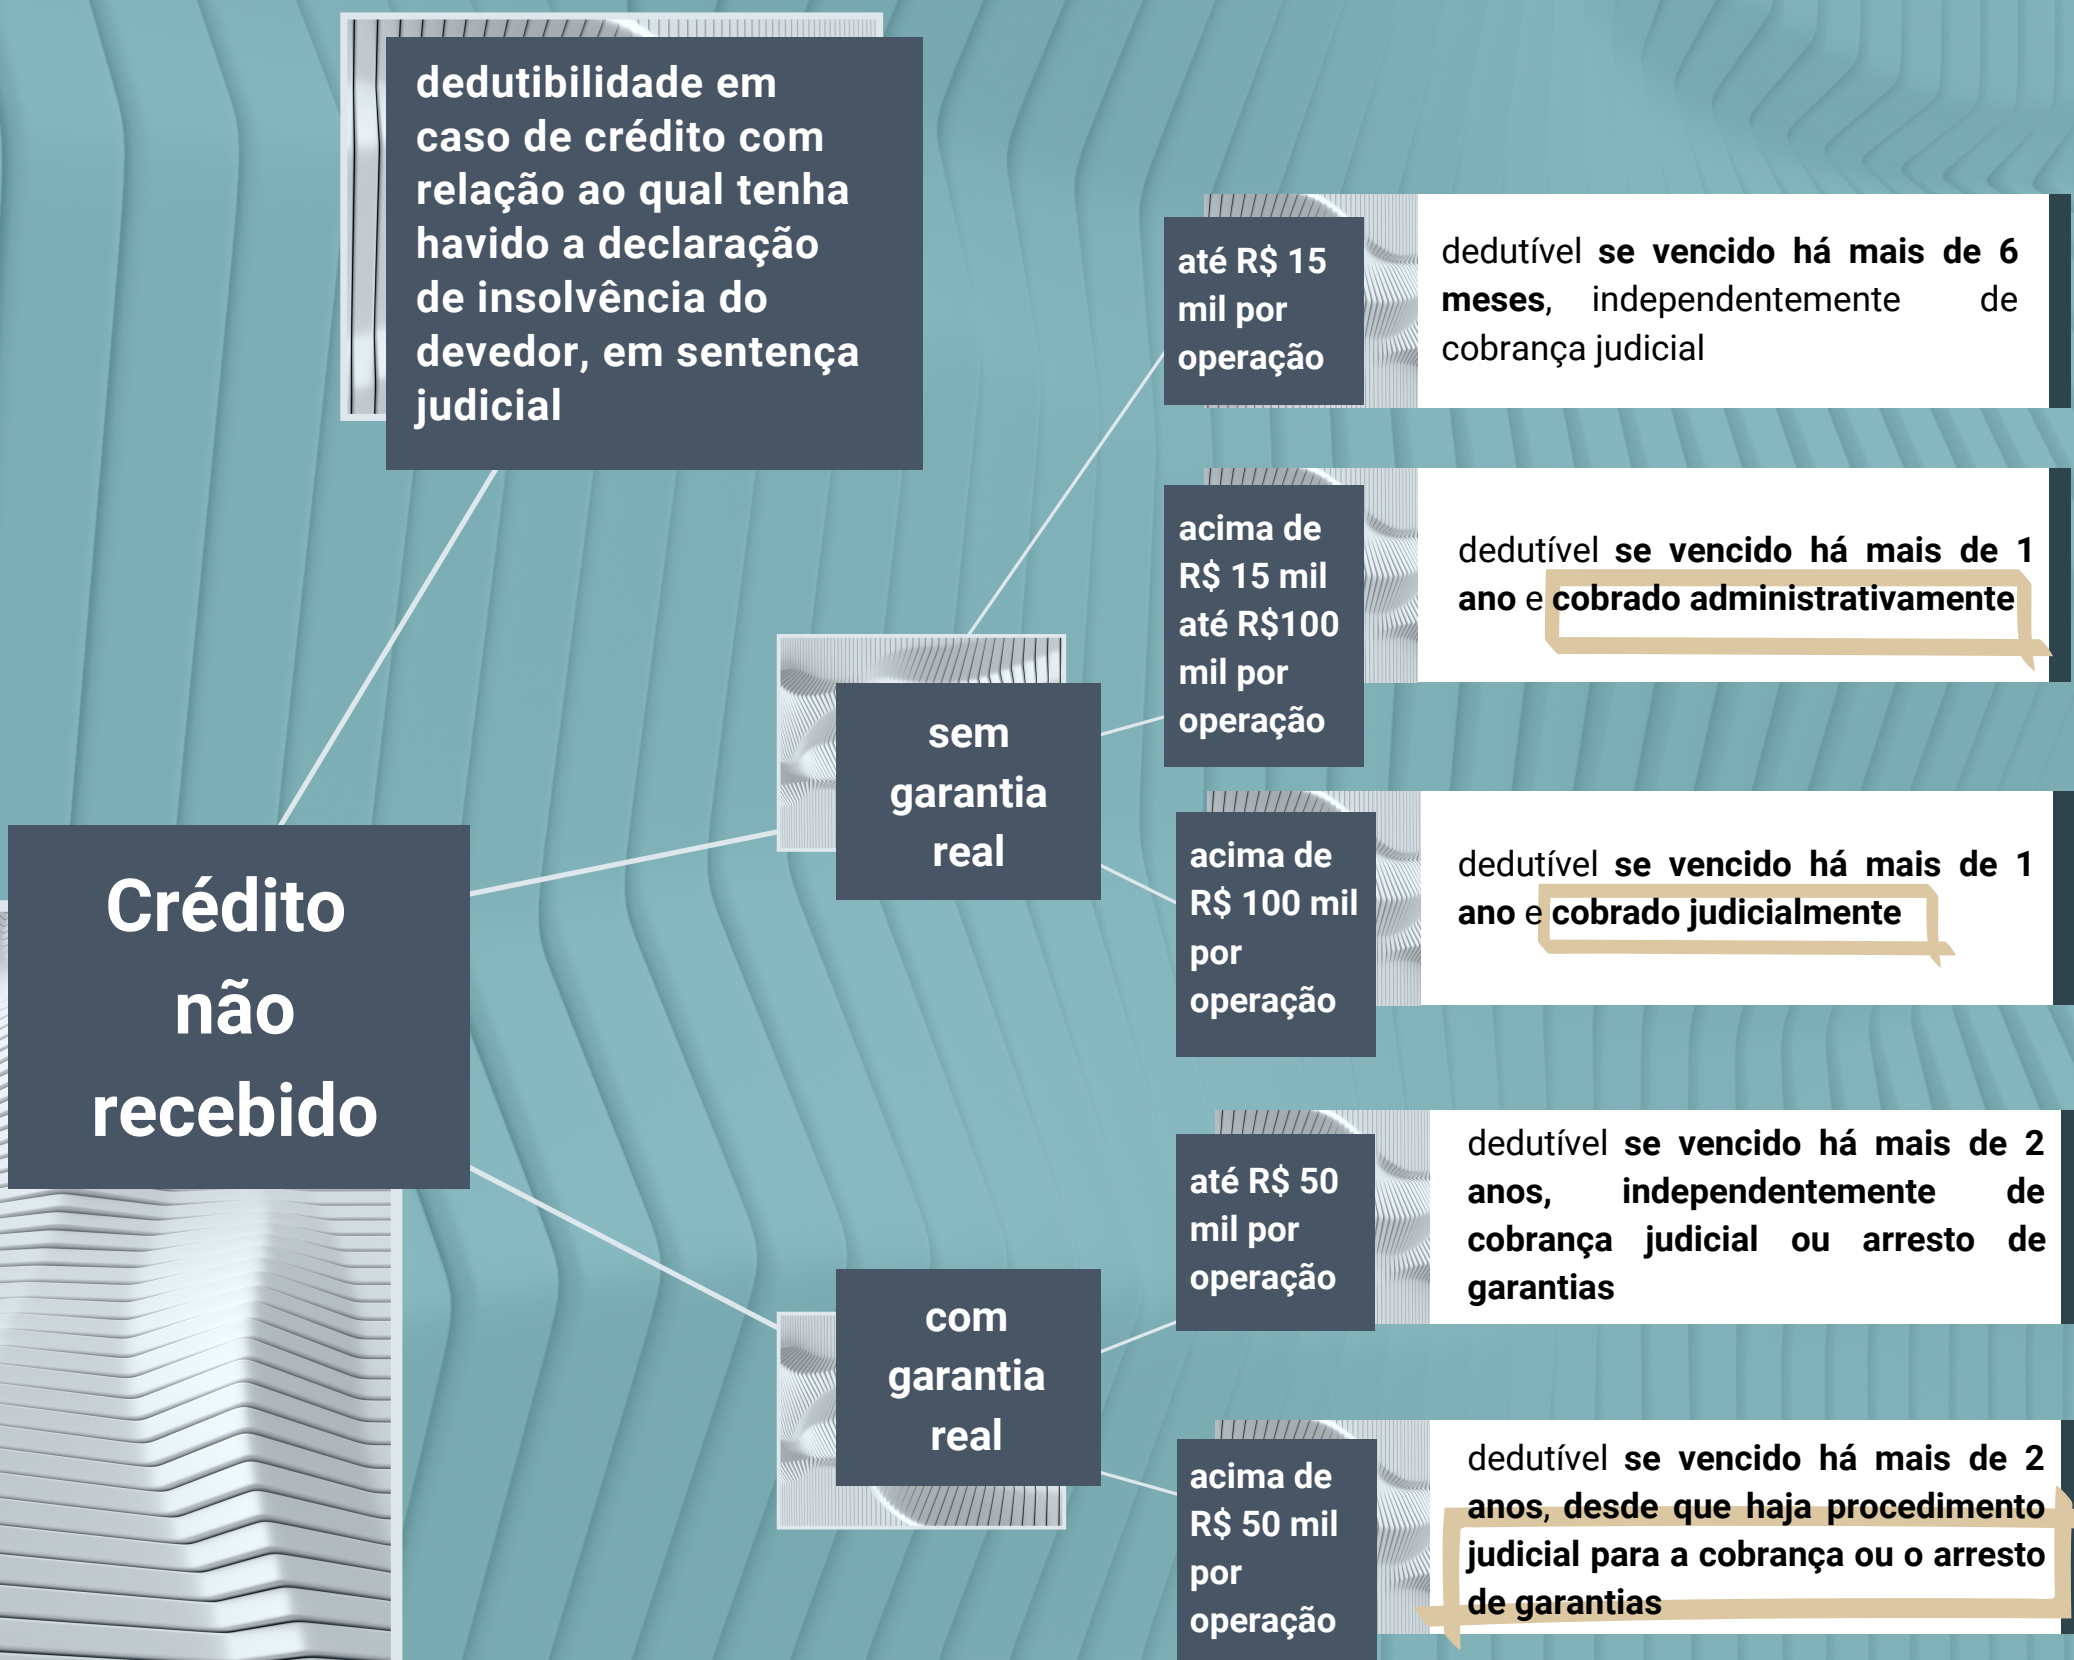 dedutibilidade em
caso de crédito com
relação ao qual tenha
havido a declaração
de insolvência do
devedor, em sentença
judicial
até R$ 15
mil por
operação
dedutível se vencido há mais de 6
meses, independentemente de
cobrança judicial
acima de
R$ 15 mil
até R$100
mil por
operação
dedutível se vencido há mais de 1
ano e cobrado administrativamente
sem
garantia
real
acima de
R$ 100 mil
por
operação
dedutível se vencido há mais de 1
ano e cobrado judicialmente
Crédito
não
recebido
até R$ 50
mil por
operação
dedutível se vencido há mais de 2
anos, independentemente de
cobrança judicial ou arresto de
garantias
com
garantia
real
acima de
R$ 50 mil
por
operação
dedutível se vencido há mais de 2
anos, desde que haja procedimento
judicial para a cobrança ou o arresto
de garantias